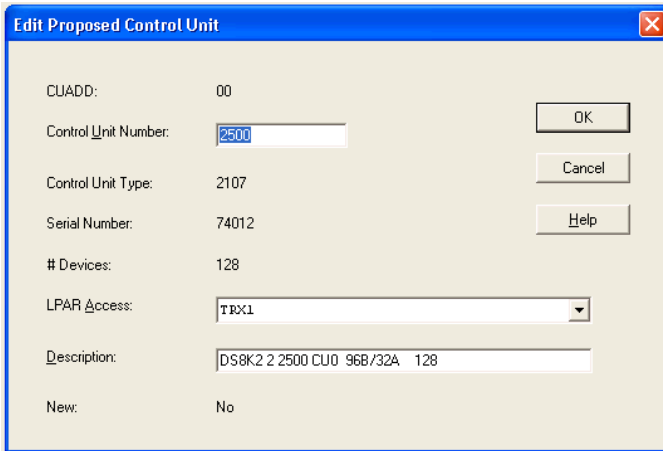 Edit Proposed Control Unit
CUADD: 00
Control Unit Number: 2500
OK
Cancel
Control Unit Type: 2107
Serial Number: 74012
Help
# Devices: 128
LPAR Access: TRX1
Description: DS8K2 2 2500 CU0 96B/32A 128
New: No